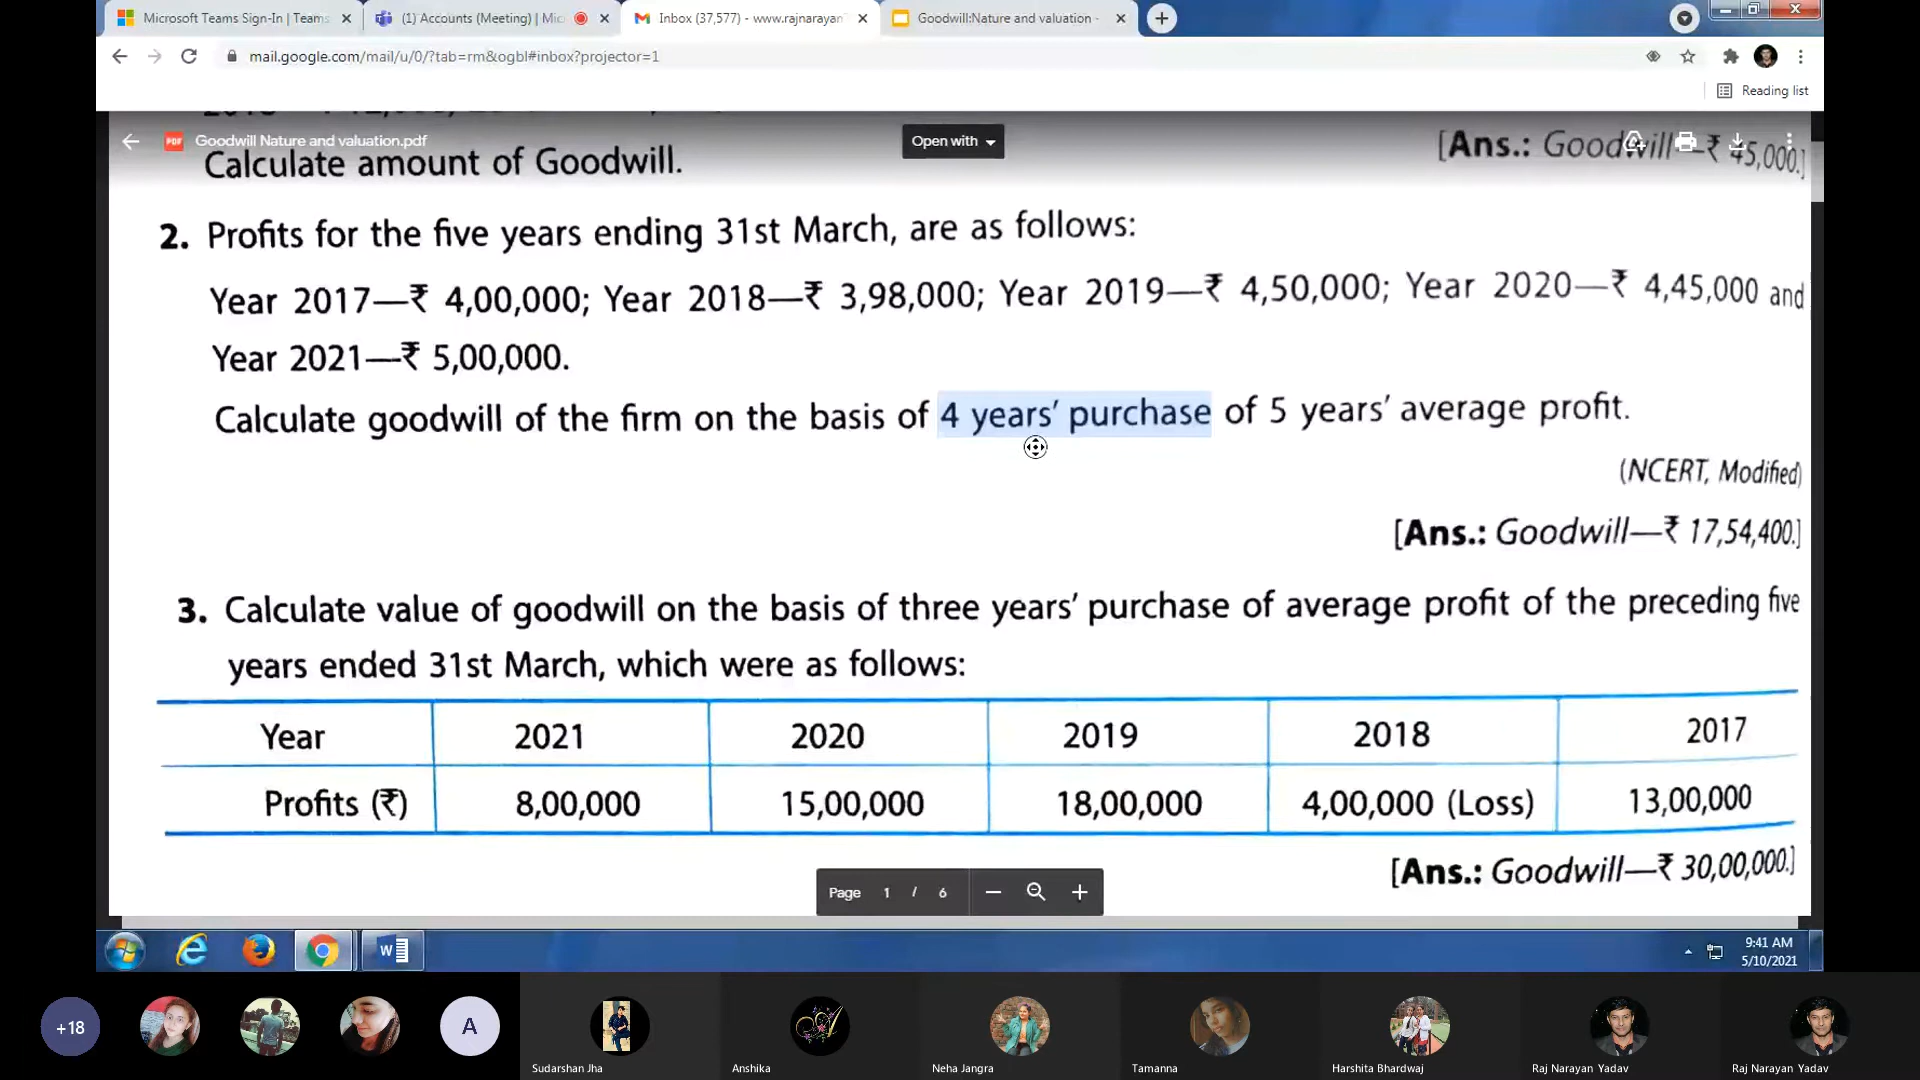 Microsoft Teams Sign-In | Teams
(1) Accounts (Meeting) | Mic
Inbox (37,577) - www.rajnarayan
Goodwill:Nature and valuation -
mail.google.com/mail/u/0/?tab=rm&ogbl#inbox?projector=1
Reading list
PDF Goodwill Nature and valuation.pdf
Open with
Calculate amount of Goodwill.
[Ans.: Goodwill—₹ 45,000.]
2. Profits for the five years ending 31st March, are as follows:
Year 2017—₹ 4,00,000; Year 2018—₹ 3,98,000; Year 2019—₹ 4,50,000; Year 2020—₹ 4,45,000 and
Year 2021—₹ 5,00,000.
Calculate goodwill of the firm on the basis of 4 years’ purchase of 5 years’ average profit.
(NCERT, Modified)
[Ans.: Goodwill—₹ 17,54,400.]
3. Calculate value of goodwill on the basis of three years’ purchase of average profit of the preceding five
years ended 31st March, which were as follows:
Year 2021 2020 2019 2018 2017
Profits (₹) 8,00,000 15,00,000 18,00,000 4,00,000 (Loss) 13,00,000
[Ans.: Goodwill—₹ 30,00,000.]
Page 1 / 6
W
9:41 AM
5/10/2021
+18
A
Sudarshan Jha
Anshika
Neha Jangra
Tamanna
Harshita Bhardwaj
Raj Narayan Yadav
Raj Narayan Yadav